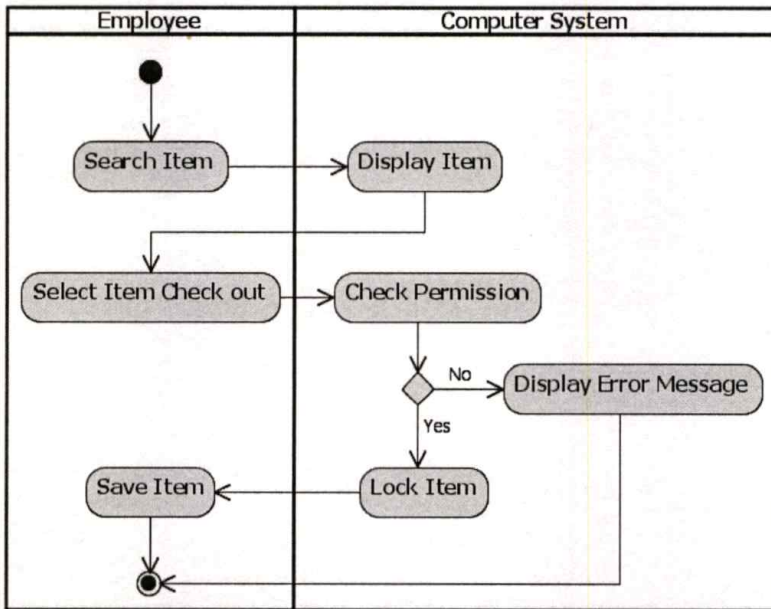 Employee
Computer System
Search Item
Display Item
Select Item Check out
Check Permission
No
Display Error Message
Yes
Save Item
Lock Item